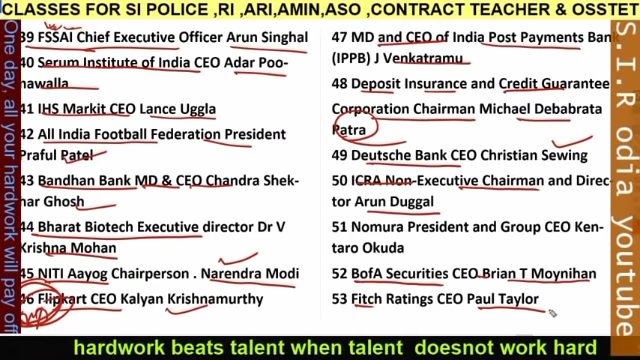 CLASSES FOR SI POLICE ,RI ,ARI,AMIN,ASO ,CONTRACT TEACHER & OSSTET
39 FSSAI Chief Executive Officer Arun Singhal
40 Serum Institute of India CEO Adar Poo-
nawalla
41 IHS Markit CEO Lance Uggla
42 All India Football Federation President
Praful Patel
43 Bandhan Bank MD & CEO Chandra Shek-
har Ghosh
44 Bharat Biotech Executive director Dr V
Krishna Mohan
45 NITI Aayog Chairperson . Narendra Modi
46 Flipkart CEO Kalyan Krishnamurthy
47 MD and CEO of India Post Payments Bank
(IPPB) J Venkatramu
48 Deposit Insurance and Credit Guarantee
Corporation Chairman Michael Debabrata
Patra
49 Deutsche Bank CEO Christian Sewing
50 ICRA Non-Executive Chairman and Direc-
tor Arun Duggal
51 Nomura President and Group CEO Ken-
taro Okuda
52 BofA Securities CEO Brian T Moynihan
53 Fitch Ratings CEO Paul Taylor
One day, all your hardwork will pay off
S.I.R odia youtube
hardwork beats talent when talent doesnot work hard